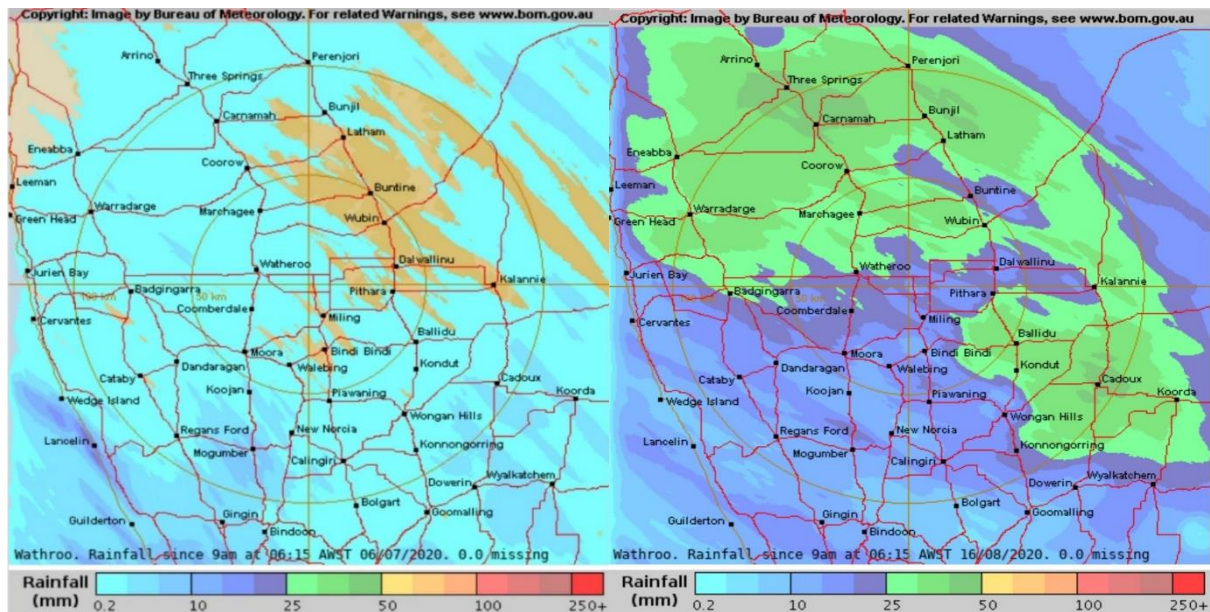 Copyright: Image by Bureau of Meteorology. For related Warnings, see www.bom.gov.au
Arrino
Perenjori
Three Springs
Bunjil
Carnamah
Latham
Eneabba
Coorow
Leeman
Buntine
Green Head
Warradarge
Marchagee
Wubin
Jurien Bay
Watheroo
Dalwallinu
100 km
Badgingarra
50 km
Pithara
Kalannie
Cervantes
Coomberdale
Miling
Moora
Bindi Bindi
Ballidu
Dandaragan
Walebing
Kondut
Cataby
Koojan
Cadoux
Wedge Island
Piawaning
Koorda
Wongan Hills
Lancelin
Regans Ford
New Norcia
Mogumber
Konnongorring
Calingiri
Dowerin
Wyalkatchem
Bolgart
Guilderton
Gingin
Goomalling
Bindoon
Wathroo. Rainfall since 9am at 06:15 AWST 06/07/2020. 0.0 missing
Rainfall
(mm)
0.2 10 25 50 100 250+
Copyright: Image by Bureau of Meteorology. For related Warnings, see www.bom.gov.au
Arrino
Perenjori
Three Springs
Bunjil
Carnamah
Latham
Eneabba
Coorow
Leeman
Buntine
Green Head
Warradarge
Marchagee
Wubin
Jurien Bay
Watheroo
Dalwallinu
Badgingarra
50 km
Pithara
Kalannie
Cervantes
Coomberdale
Miling
Moora
Bindi Bindi
Ballidu
Dandaragan
Walebing
Kondut
Cataby
Koojan
Cadoux
Wedge Island
Piawaning
Koorda
Wongan Hills
Lancelin
Regans Ford
New Norcia
Mogumber
Konnongorring
Calingiri
Dowerin
Wyalkatchem
Bolgart
Guilderton
Gingin
Goomalling
Bindoon
Wathroo. Rainfall since 9am at 06:15 AWST 16/08/2020. 0.0 missing
Rainfall
(mm)
0.2 10 25 50 100 250+